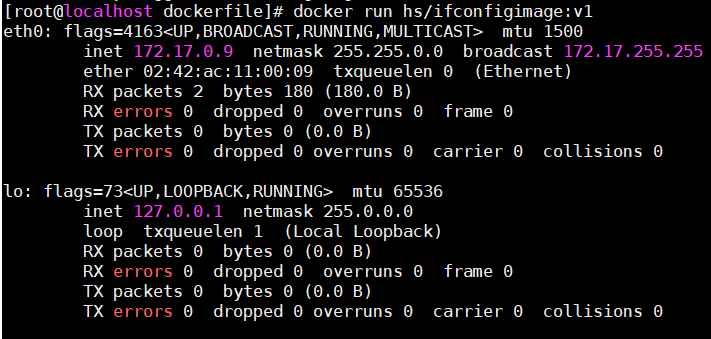 [root@localhost dockerfile]# docker run hs/ifconfigimage:v1
eth0: flags=4163<UP,BROADCAST,RUNNING,MULTICAST>  mtu 1500
        inet 172.17.0.9  netmask 255.255.0.0  broadcast 172.17.255.255
        ether 02:42:ac:11:00:09  txqueuelen 0  (Ethernet)
        RX packets 2  bytes 180 (180.0 B)
        RX errors 0  dropped 0  overruns 0  frame 0
        TX packets 0  bytes 0 (0.0 B)
        TX errors 0  dropped 0 overruns 0  carrier 0  collisions 0

lo: flags=73<UP,LOOPBACK,RUNNING>  mtu 65536
        inet 127.0.0.1  netmask 255.0.0.0
        loop  txqueuelen 1  (Local Loopback)
        RX packets 0  bytes 0 (0.0 B)
        RX errors 0  dropped 0  overruns 0  frame 0
        TX packets 0  bytes 0 (0.0 B)
        TX errors 0  dropped 0 overruns 0  carrier 0  collisions 0